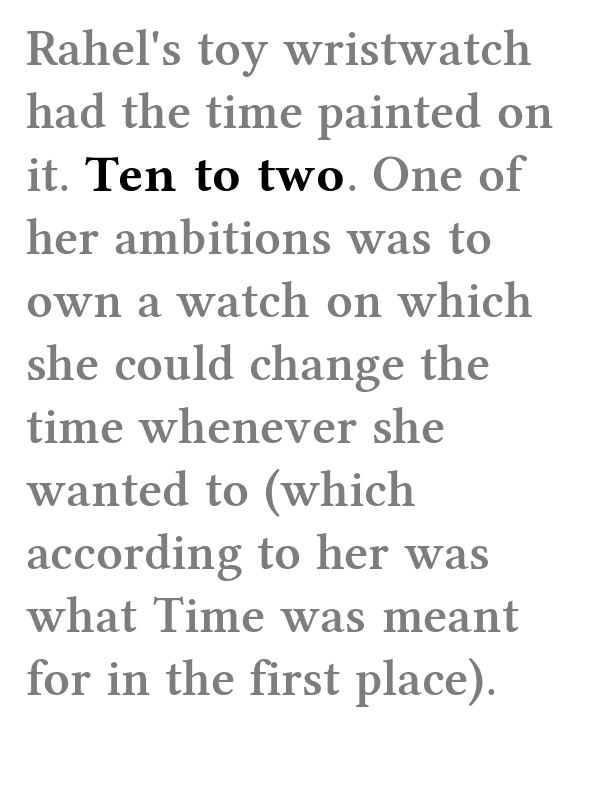 Rahel's toy wristwatch
had the time painted on
it. Ten to two. One of
her ambitions was to
own a watch on which
she could change the
time whenever she
wanted to (which
according to her was
what Time was meant
for in the first place).